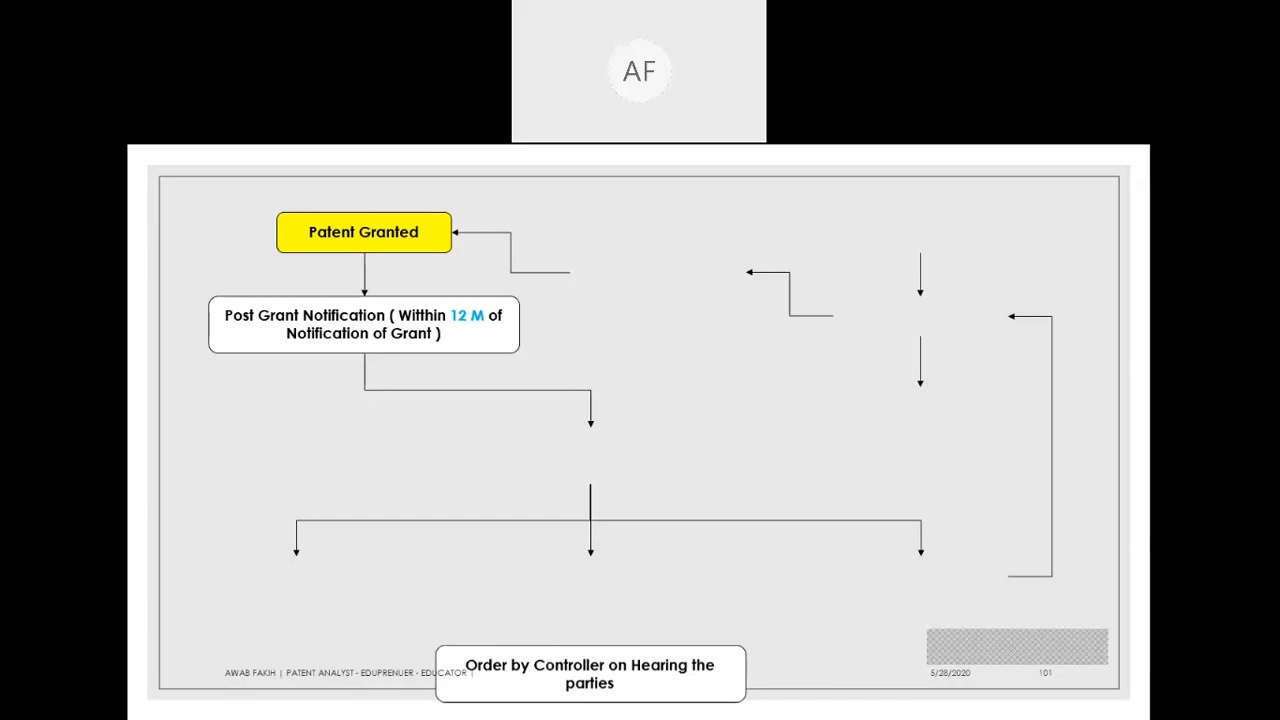 AF
Patent Granted
Post Grant Notification ( Witthin 12 M of
Notification of Grant )
Order by Controller on Hearing the
parties
AWAB FAKIH | PATENT ANALYST - EDUPRENUER - EDUCATOR |
5/28/2020
101